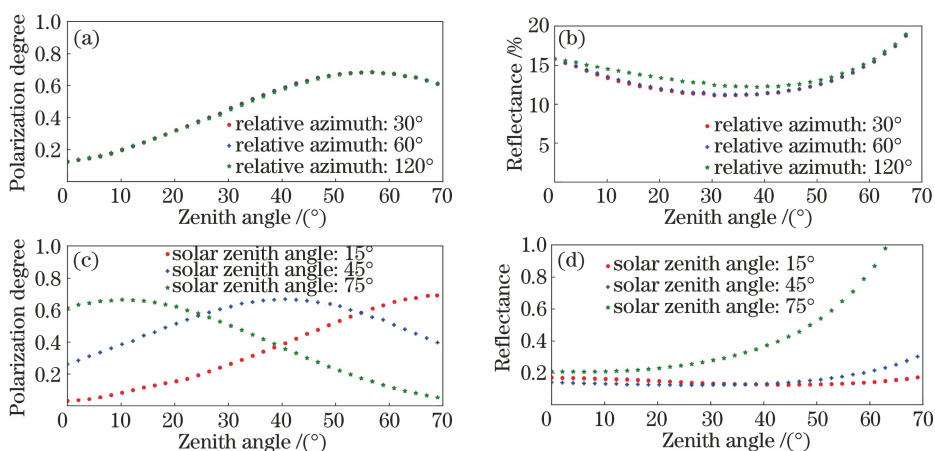 (a)
Polarization degree
1.0
0.8
0.6
0.4
0.2
relative azimuth: 30°
relative azimuth: 60°
relative azimuth: 120°
0 10 20 30 40 50 60 70
Zenith angle /(°)
(b)
Reflectance /%
20
15
10
5
relative azimuth: 30°
relative azimuth: 60°
relative azimuth: 120°
0 10 20 30 40 50 60 70
Zenith angle /(°)
(c)
Polarization degree
1.0
0.8
0.6
0.4
0.2
solar zenith angle: 15°
solar zenith angle: 45°
solar zenith angle: 75°
0 10 20 30 40 50 60 70
Zenith angle /(°)
(d)
Reflectance
1.0
0.8
0.6
0.4
0.2
solar zenith angle: 15°
solar zenith angle: 45°
solar zenith angle: 75°
0 10 20 30 40 50 60 70
Zenith angle /(°)